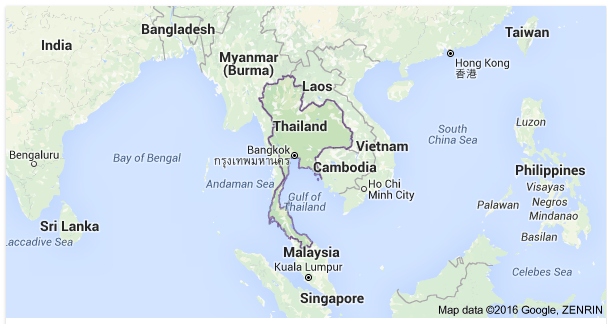 Taiwan
Bangladesh
India
Myanmar
(Burma)
Hong Kong
香港
Laos
Thailand
Luzon
South
China Sea
Vietnam
Bangkok
กรุงเทพมหานคร
Bengaluru
Bay of Bengal
Cambodia
Philippines
Andaman Sea
Ho Chi
Minh City
Visayas
Gulf of
Thailand
Palawan
Negros
Mindanao
Sri Lanka
Basilan
accadive Sea
Malaysia
Kuala Lumpur
Celebes Sea
Singapore
Map data ©2016 Google, ZENRIN